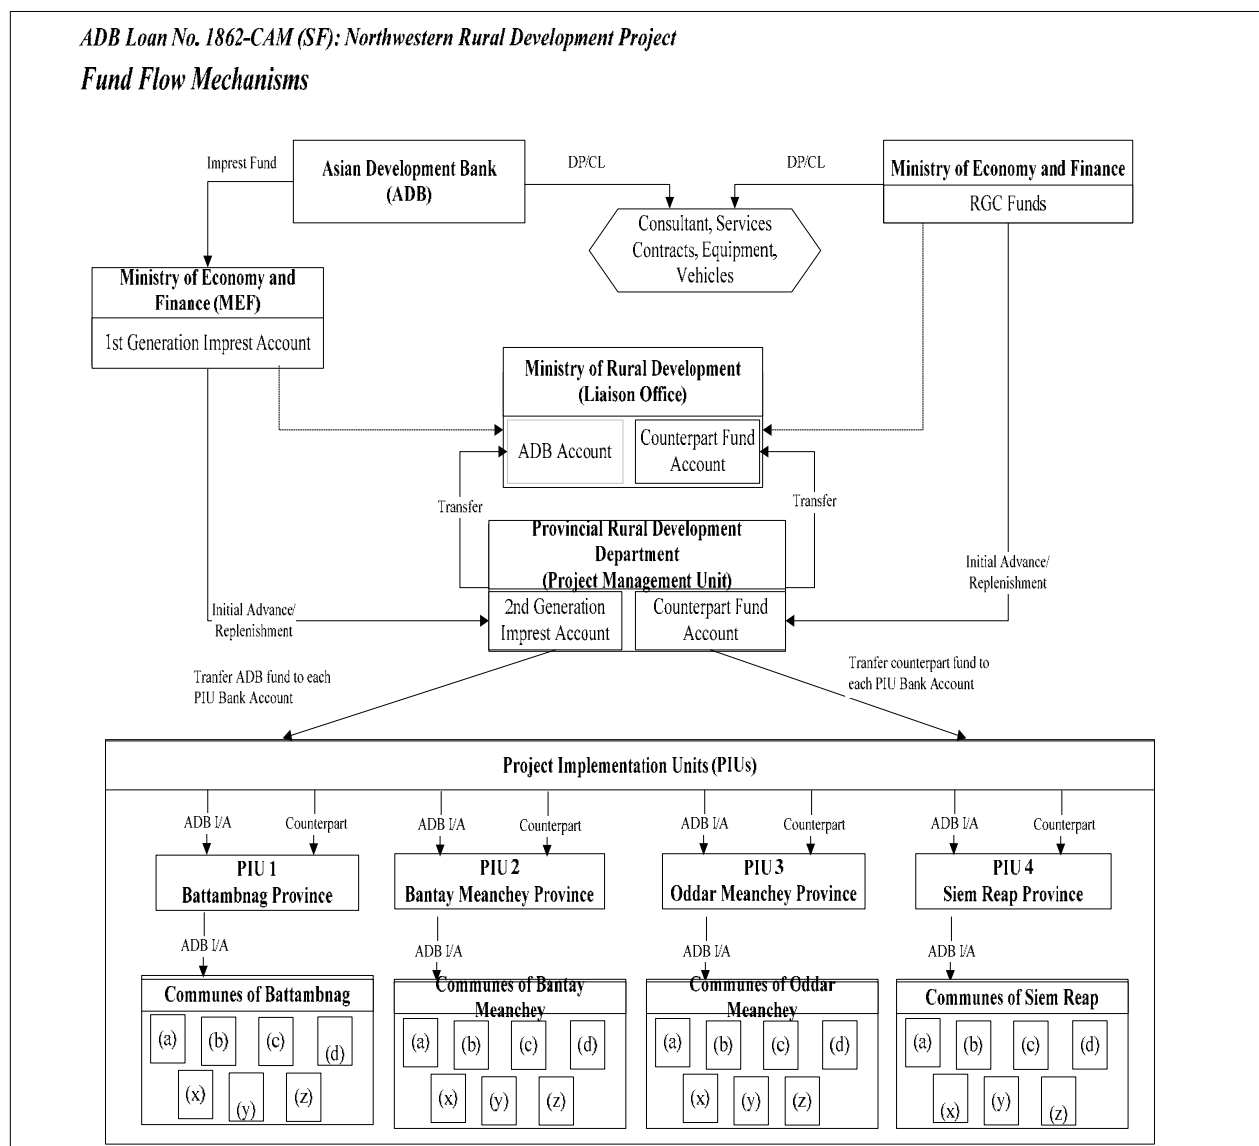 ADB Loan No. 1862-CAM (SF): Northwestern Rural Development Project
Fund Flow Mechanisms
Imprest Fund
Asian Development Bank
(ADB)
DP/CL
DP/CL
Ministry of Economy and Finance
RGC Funds
Consultant, Services
Contracts, Equipment,
Vehicles
Ministry of Economy and
Finance (MEF)
1st Generation Imprest Account
Ministry of Rural Development
(Liaison Office)
ADB Account
Counterpart Fund
Account
Transfer
Transfer
Provincial Rural Development
Department
(Project Management Unit)
2nd Generation
Imprest Account
Counterpart Fund
Account
Initial Advance/
Replenishment
Initial Advance/
Replenishment
Tranfer ADB fund to each
PIU Bank Account
Tranfer counterpart fund to
each PIU Bank Account
Project Implementation Units (PIUs)
ADB I/A
Counterpart
ADB I/A
Counterpart
ADB I/A
Counterpart
ADB I/A
Counterpart
PIU 1
Battambnag Province
PIU 2
Bantay Meanchey Province
PIU 3
Oddar Meanchey Province
PIU 4
Siem Reap Province
ADB I/A
ADB I/A
ADB I/A
ADB I/A
Communes of Battambnag
(a) (b) (c) (d)
(x) (y) (z)
Communes of Bantay
Meanchey
(a) (b) (c) (d)
(x) (y) (z)
Communes of Oddar
Meanchey
(a) (b) (c) (d)
(x) (y) (z)
Communes of Siem Reap
(a) (b) (c) (d)
(x) (y) (z)